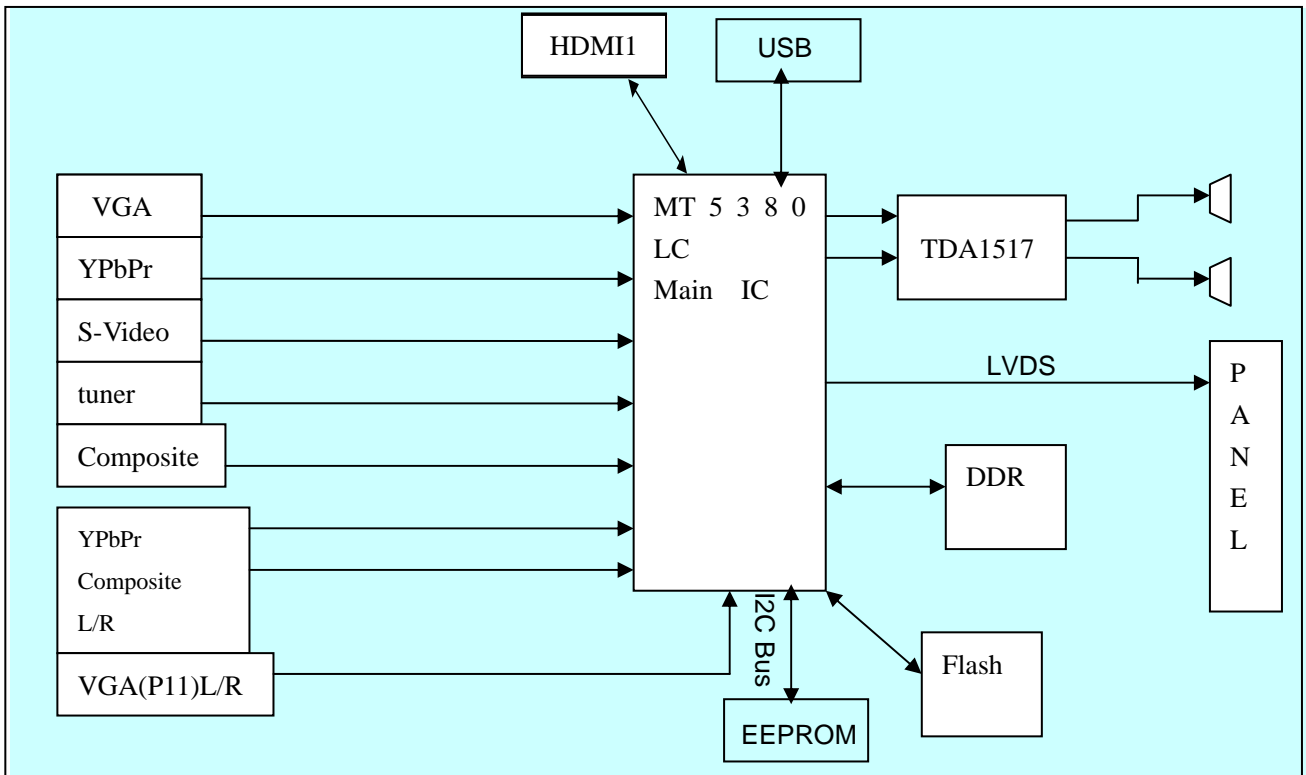 HDMI1
USB
VGA
YPbPr
S-Video
tuner
Composite
YPbPr
Composite
L/R
VGA(P11)L/R
MT 5 3 8 0
LC
Main IC
TDA1517
LVDS
P
A
N
E
L
DDR
I2C Bus
Flash
EEPROM